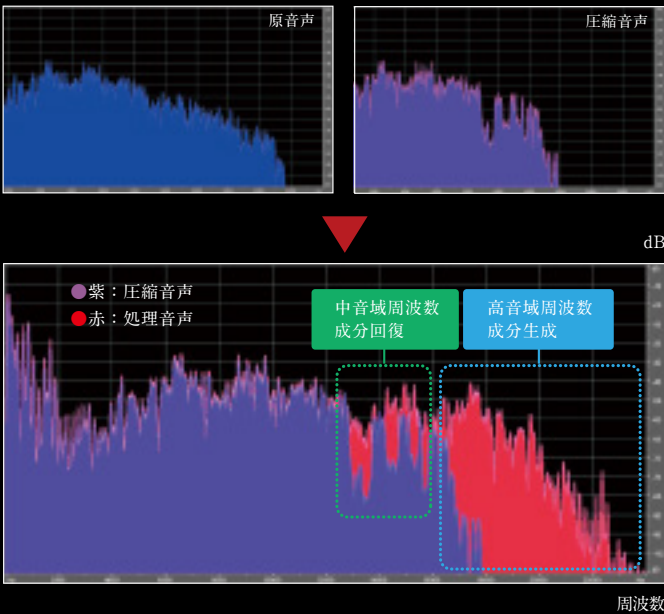 原音声
圧縮音声
dB
紫：圧縮音声
赤：処理音声
中音域周波数
成分回復
高音域周波数
成分生成
周波数